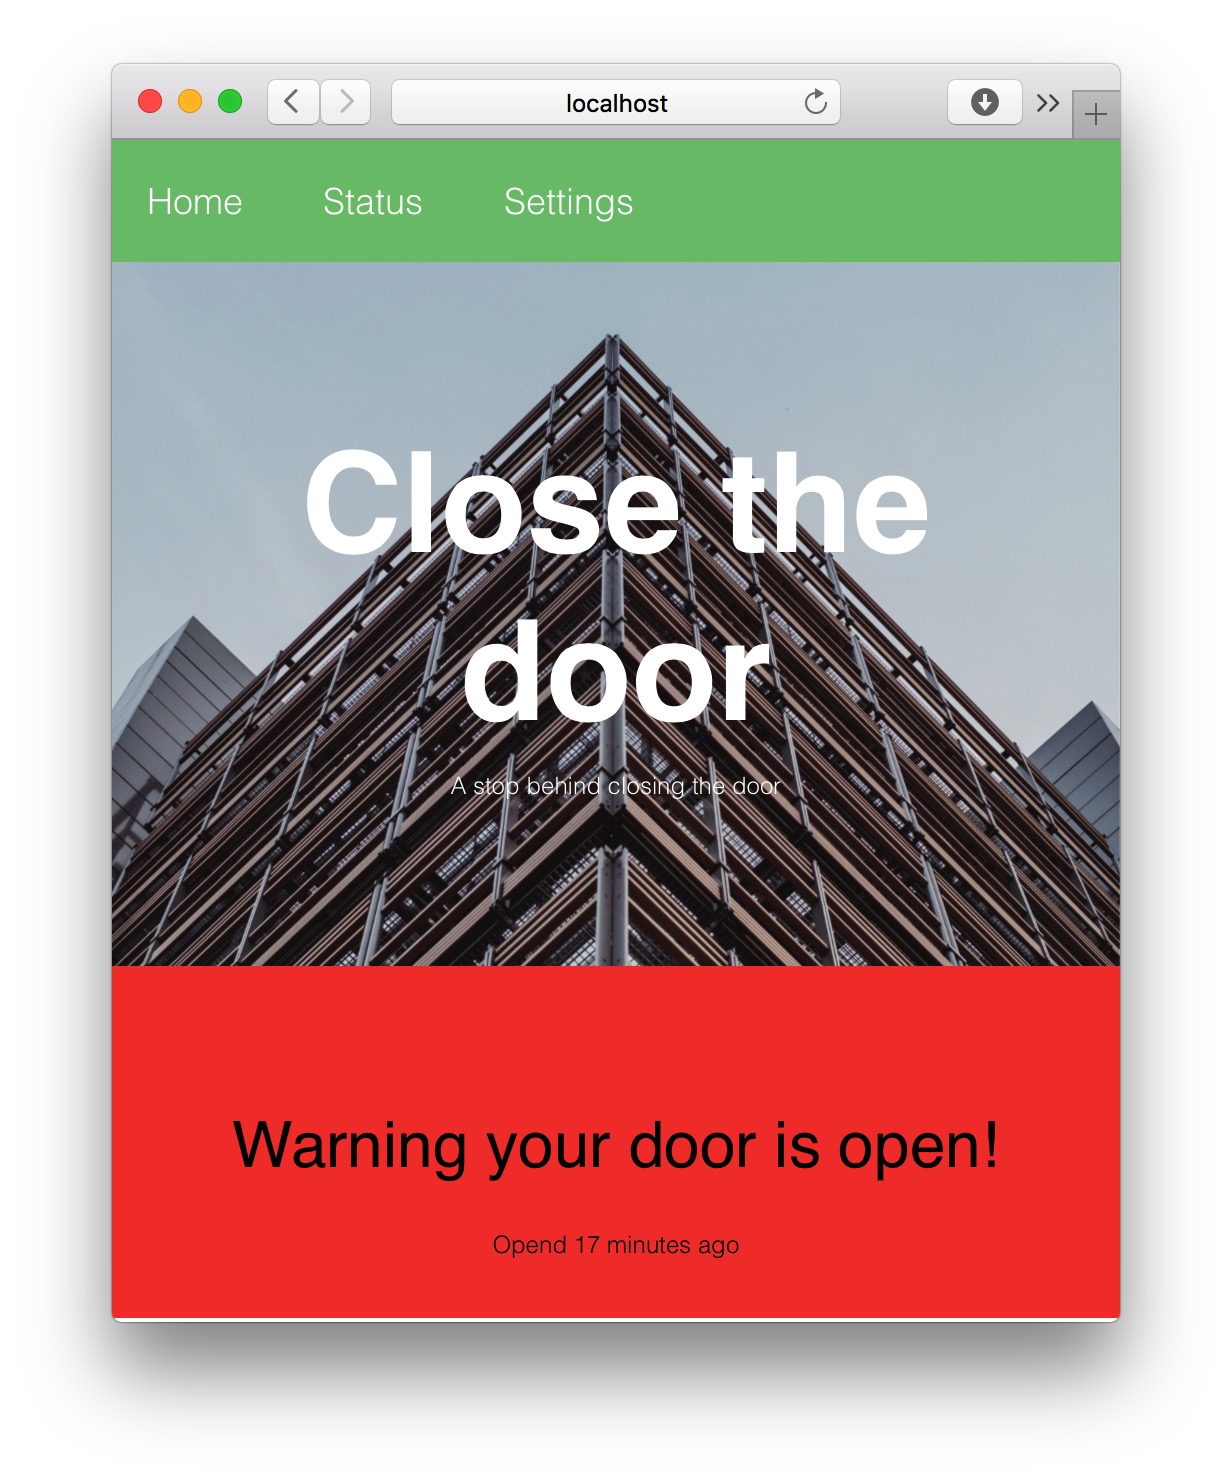 localhost
Home Status Settings
Close the
door
A stop behind closing the door
Warning your door is open!
Opend 17 minutes ago